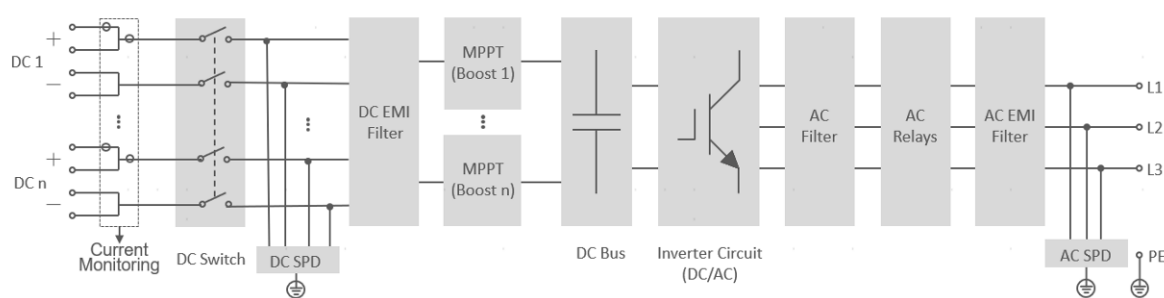 +
DC 1
−
+
DC n
−
Current
Monitoring
DC Switch
DC SPD
DC EMI
Filter
MPPT
(Boost 1)
MPPT
(Boost n)
DC Bus
Inverter Circuit
(DC/AC)
AC
Filter
AC
Relays
AC EMI
Filter
L1
L2
L3
AC SPD
PE